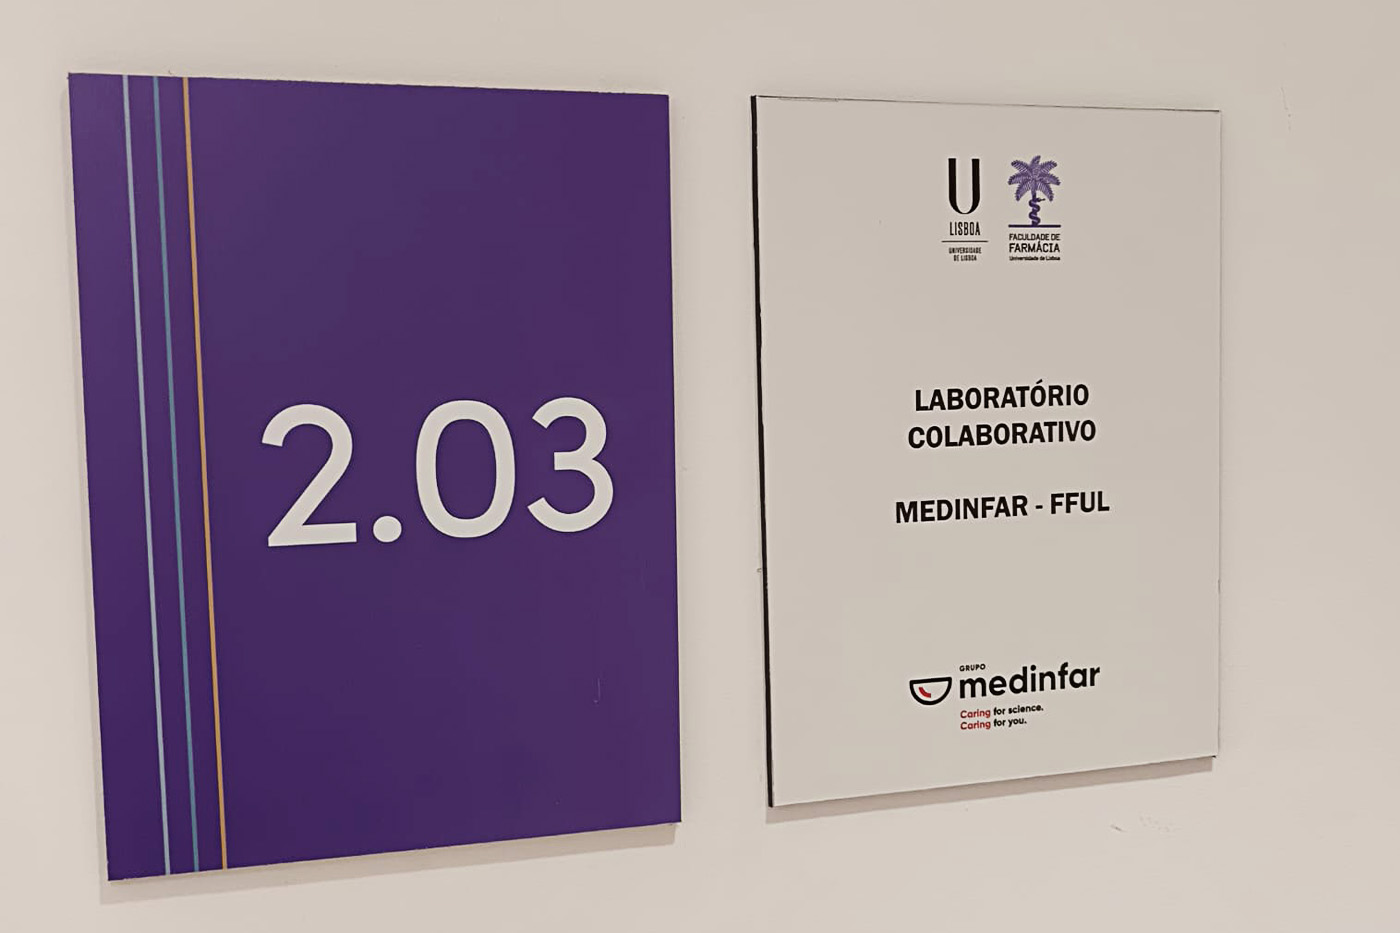 2.03
U
LISBOA
UNIVERSIDADE
DE LISBOA
FACULDADE DE
FARMÁCIA
Universidade de Lisboa
LABORATÓRIO
COLABORATIVO
MEDINFAR - FFUL
GRUPO
medinfar
Caring for science.
Caring for you.